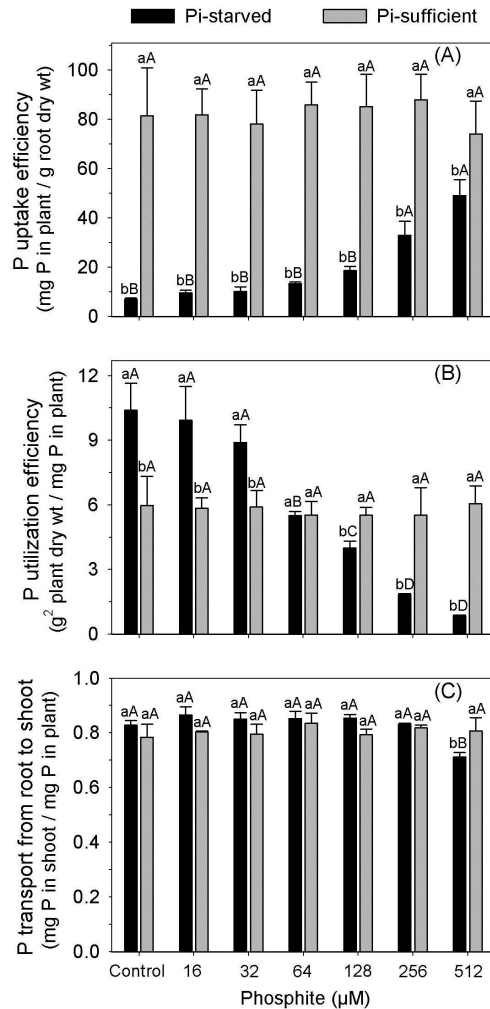 Pi-starved Pi-sufficient
(A)
P uptake efficiency
(mg P in plant / g root dry wt)
100
80
60
40
20
0
aA aA aA aA aA aA aA
bB bB bB bB bB bA bA
(B)
P utilization efficiency
(g² plant dry wt / mg P in plant)
12
9
6
3
0
aA aA aA aB bC bD bD
bA bA bA aA aA aA aA
(C)
P transport from root to shoot
(mg P in shoot / mg P in plant)
1.0
0.8
0.6
0.4
0.2
0.0
aA aA aA aA aA aA aA aA aA aA aA aA bB aA
Control 16 32 64 128 256 512
Phosphite (µM)